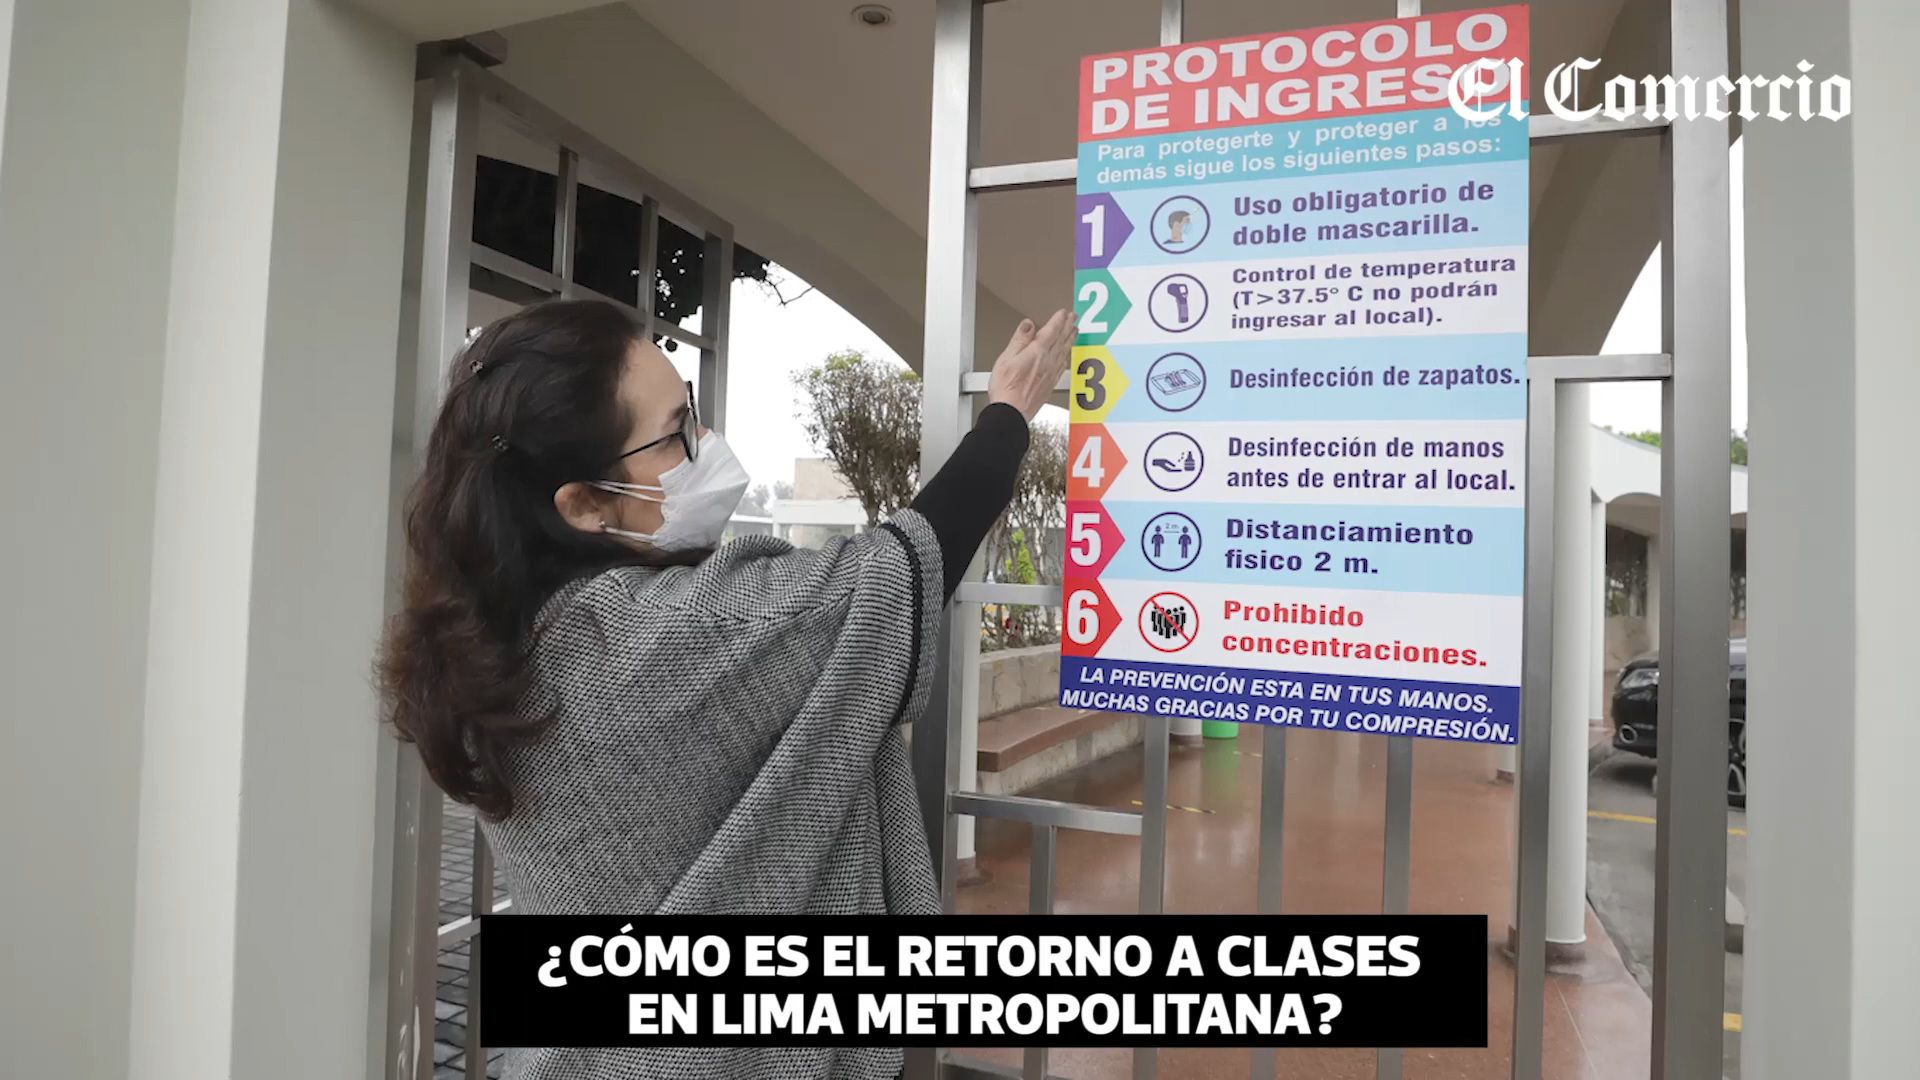 PROTOCOLO
DE INGRESO
El Comercio
Para protegerte y proteger a los
demás sigue los siguientes pasos:
1
Uso obligatorio de
doble mascarilla.
2
Control de temperatura
(T>37.5° C no podrán
ingresar al local).
3
Desinfección de zapatos.
4
Desinfección de manos
antes de entrar al local.
5
2 m
Distanciamiento
fisico 2 m.
6
Prohibido
concentraciones.
LA PREVENCIÓN ESTA EN TUS MANOS.
MUCHAS GRACIAS POR TU COMPRESIÓN.
¿CÓMO ES EL RETORNO A CLASES
EN LIMA METROPOLITANA?